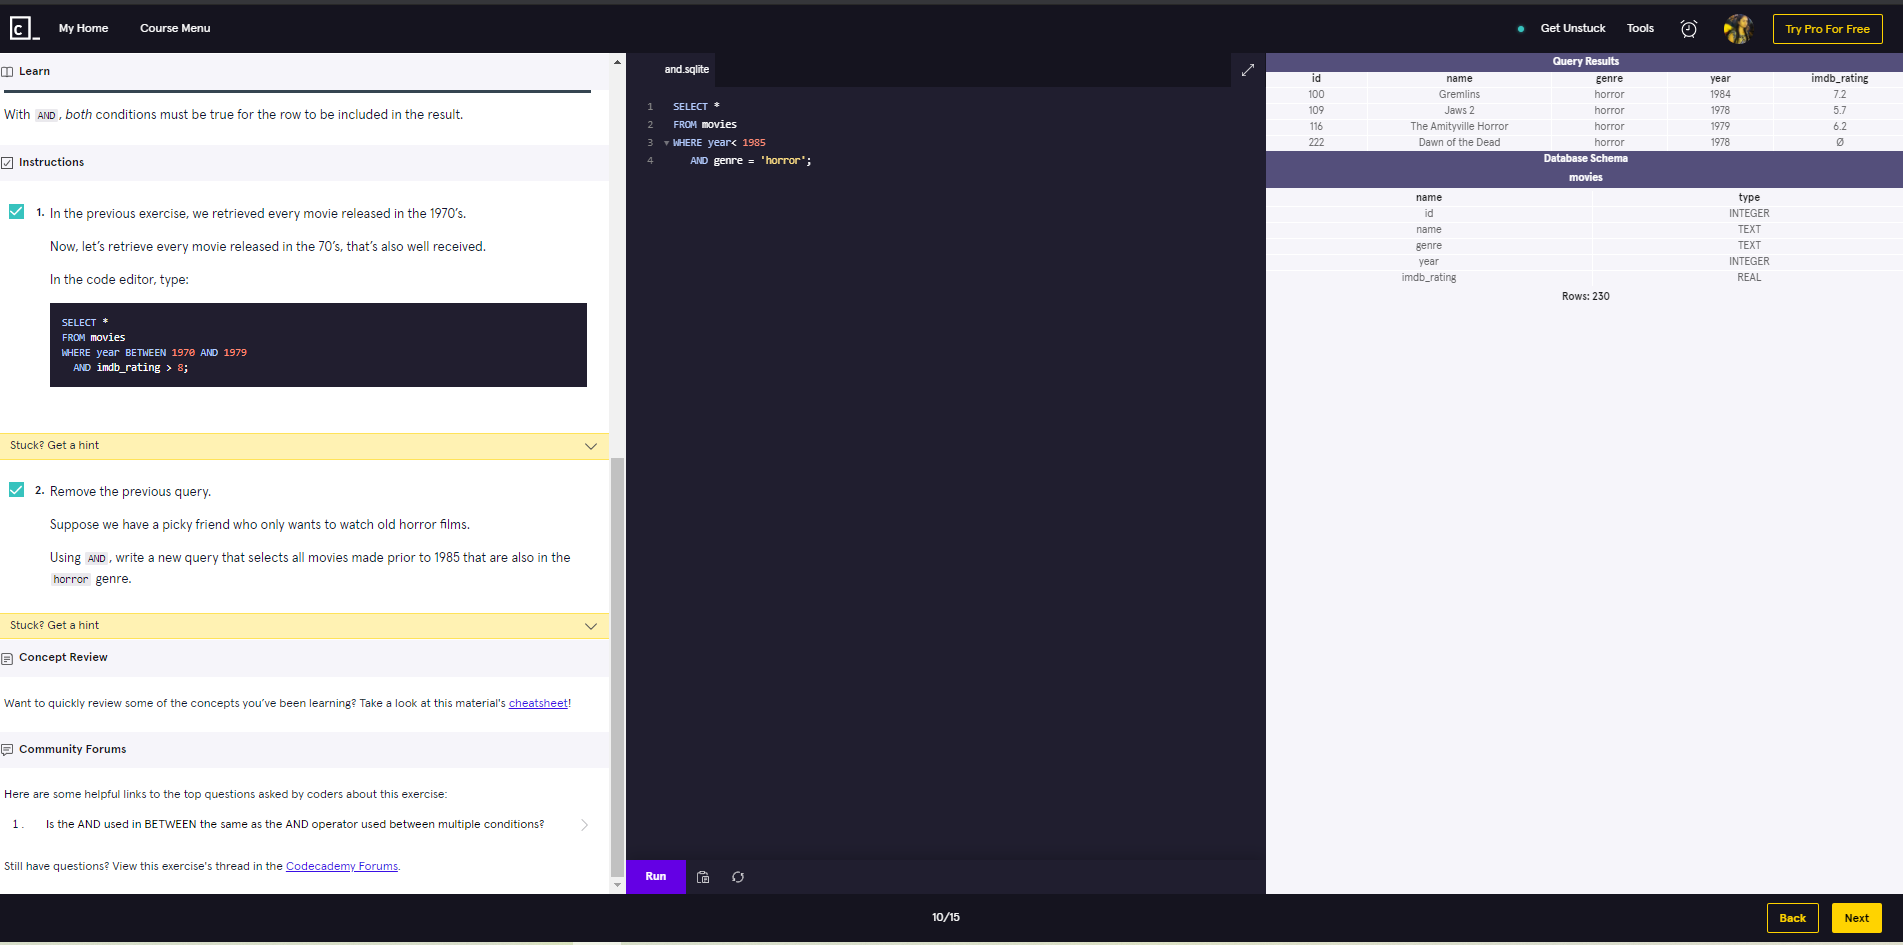 C_ My Home Course Menu Get Unstuck Tools Try Pro For Free
Learn
With AND, both conditions must be true for the row to be included in the result.
Instructions
1. In the previous exercise, we retrieved every movie released in the 1970's.
Now, let's retrieve every movie released in the 70's, that's also well received.
In the code editor, type:
SELECT *
FROM movies
WHERE year BETWEEN 1970 AND 1979
AND imdb_rating > 8;
Stuck? Get a hint
2. Remove the previous query.
Suppose we have a picky friend who only wants to watch old horror films.
Using AND, write a new query that selects all movies made prior to 1985 that are also in the
horror genre.
Stuck? Get a hint
Concept Review
Want to quickly review some of the concepts you've been learning? Take a look at this material's cheatsheet!
Community Forums
Here are some helpful links to the top questions asked by coders about this exercise:
1. Is the AND used in BETWEEN the same as the AND operator used between multiple conditions?
Still have questions? View this exercise's thread in the Codecademy Forums.
and.sqlite
1 SELECT *
2 FROM movies
3 WHERE year< 1985
4 AND genre = 'horror';
Run
Query Results
id name genre year imdb_rating
100 Gremlins horror 1984 7.2
109 Jaws 2 horror 1978 5.7
116 The Amityville Horror horror 1979 6.2
222 Dawn of the Dead horror 1978 Ø
Database Schema
movies
name type
id INTEGER
name TEXT
genre TEXT
year INTEGER
imdb_rating REAL
Rows: 230
10/15
Back Next